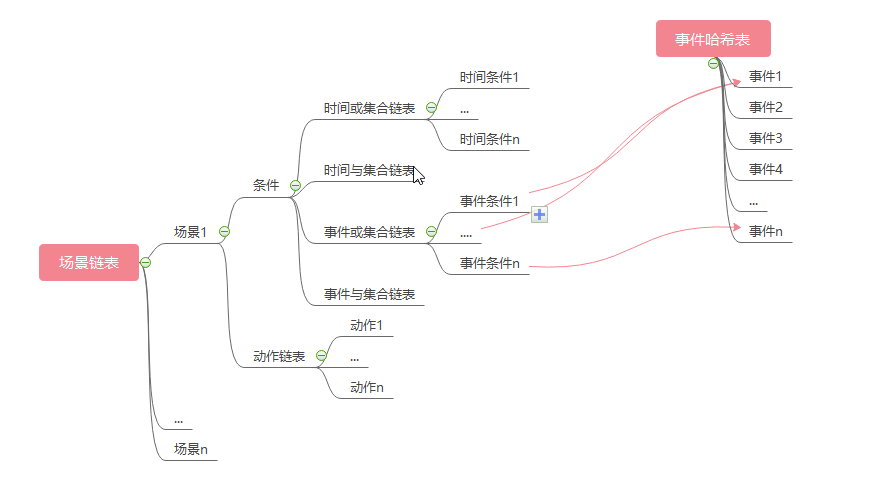 事件哈希表
时间条件1
事件1
时间或集合链表
...
事件2
时间条件n
事件3
时间与集合链表
事件4
条件
事件条件1
...
场景1
事件或集合链表
....
事件n
场景链表
事件条件n
事件与集合链表
动作1
动作链表
...
动作n
...
场景n